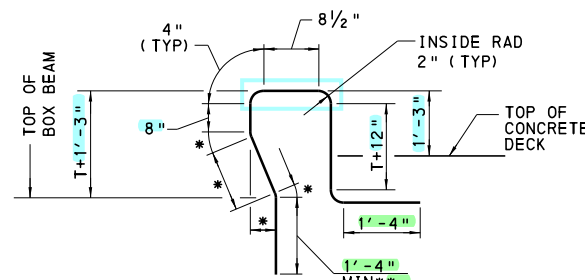 4"
(TYP)
8½"
INSIDE RAD
2" (TYP)
TOP OF
BOX BEAM
T+1'-3"
8"
*
*
*
*
T+12"
1'-3"
TOP OF
CONCRETE
DECK
1'-4"
1'-4"
MIN**